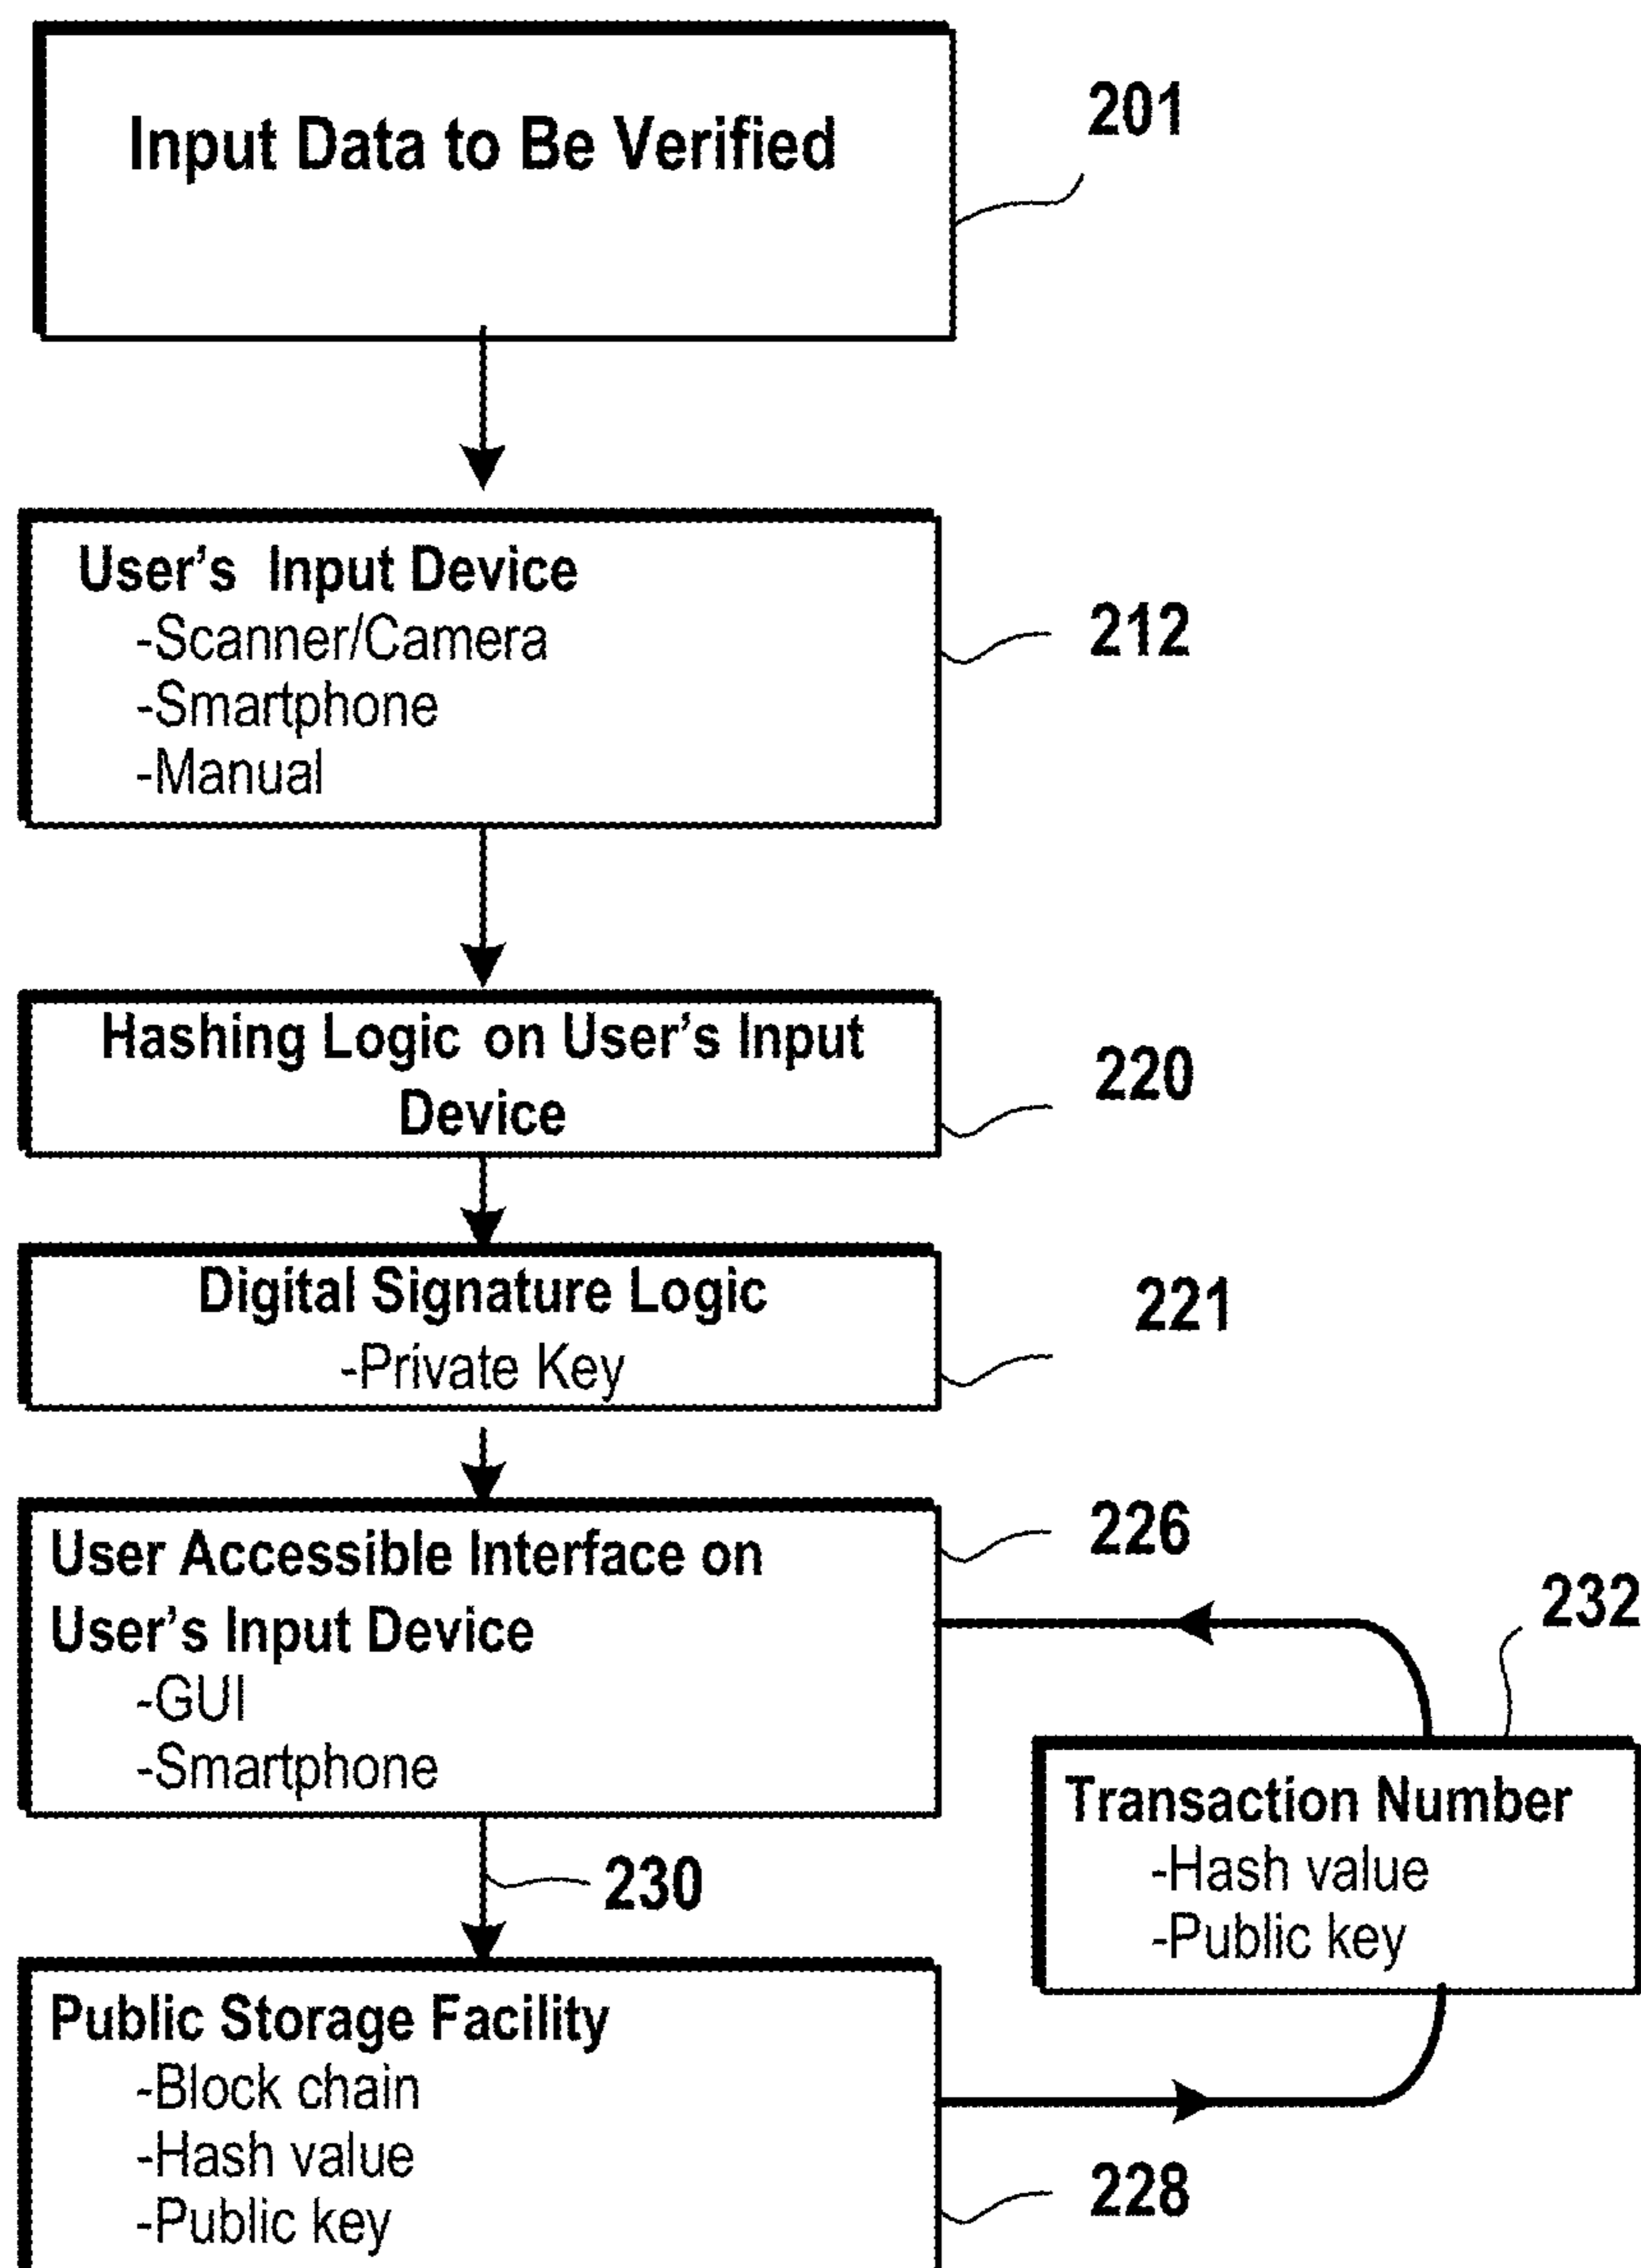 Input Data to Be Verified
201
User's Input Device
-Scanner/Camera
-Smartphone
-Manual
212
Hashing Logic on User's Input
Device
220
Digital Signature Logic
-Private Key
221
User Accessible Interface on
User's Input Device
-GUI
-Smartphone
226
232
Transaction Number
-Hash value
-Public key
230
Public Storage Facility
-Block chain
-Hash value
-Public key
228